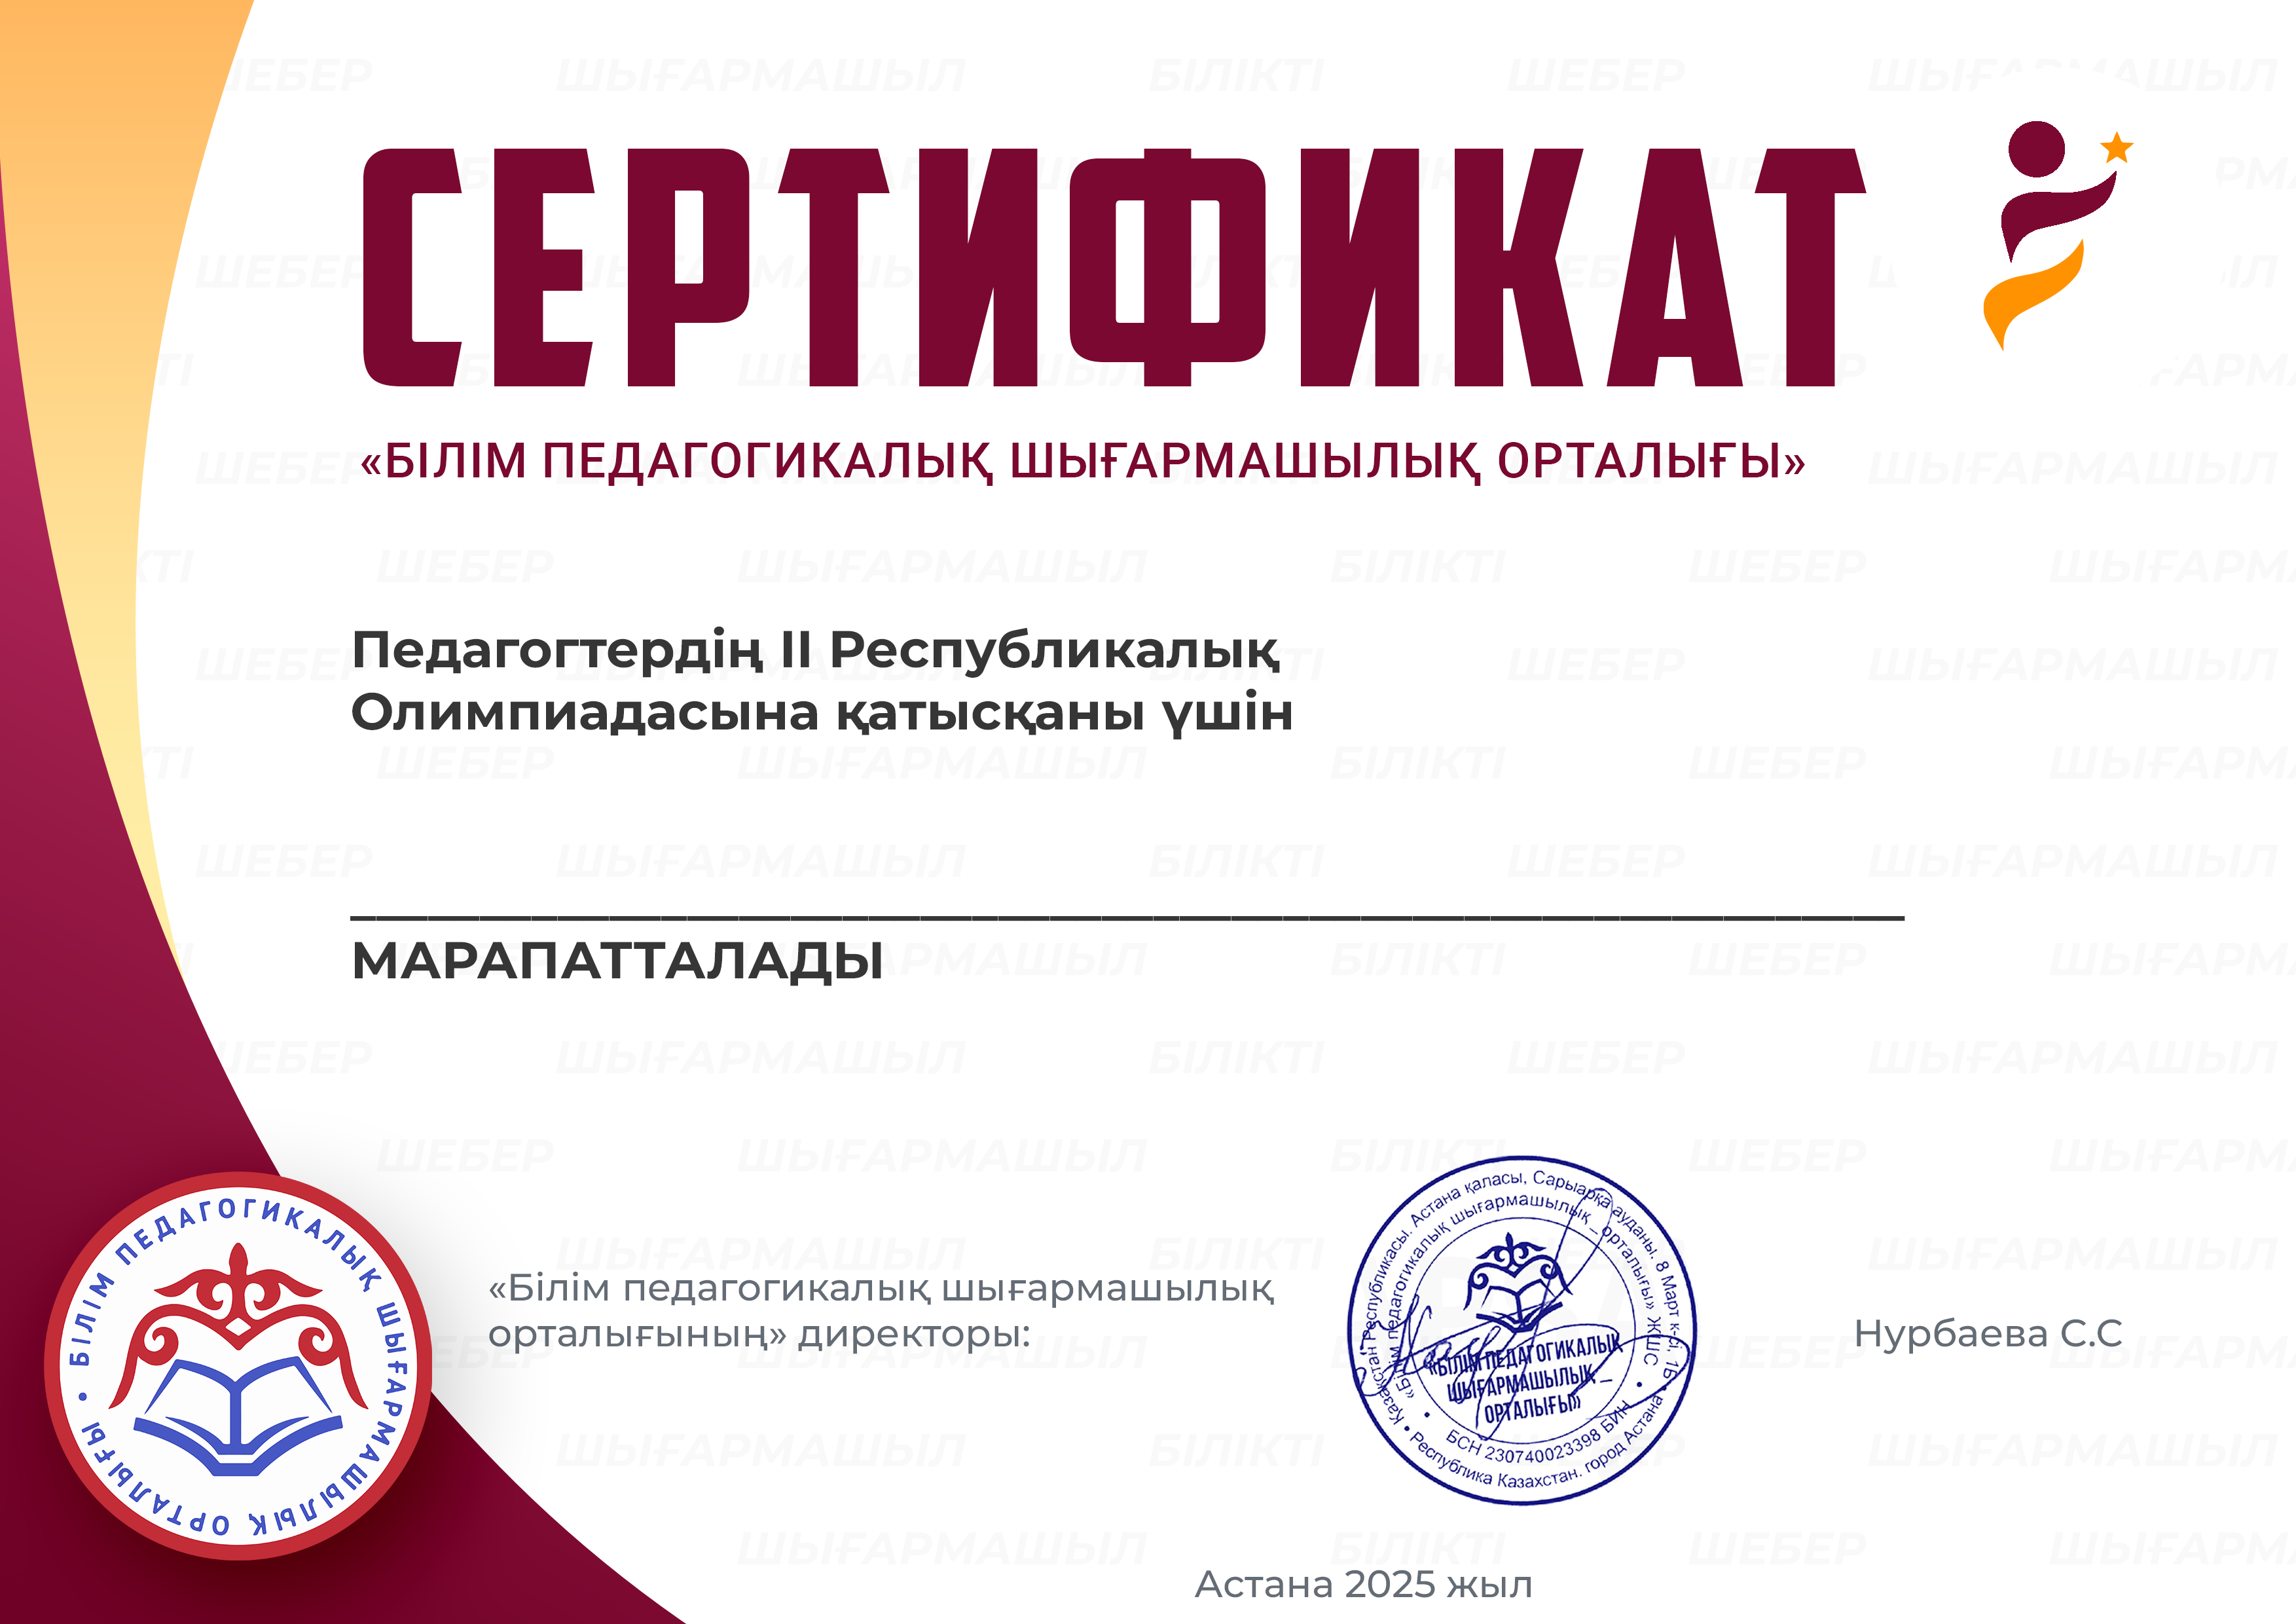 СЕРТИФИКАТ
«БІЛІМ ПЕДАГОГИКАЛЫҚ ШЫҒАРМАШЫЛЫҚ ОРТАЛЫҒЫ»
Педагогтердің II Республикалық
Олимпиадасына қатысқаны үшін
МАРАПАТТАЛАДЫ
• БІЛІМ ПЕДАГОГИКАЛЫҚ ШЫҒАРМАШЫЛЫҚ ОРТАЛЫҒЫ
«Білім педагогикалық шығармашылық
орталығының» директоры:
Қазақстан Республикасы. Астана қаласы, Сарыарқа ауданы. 8 Март к-сі. 1Б
• Республика Казахстан. город Астана •
«Білім педагогикалық шығармашылық _ орталығы» ЖШС
• БСН 230740023398 БИН •
«БІЛІМ ПЕДАГОГИКАЛЫҚ
ШЫҒАРМАШЫЛЫҚ _
ОРТАЛЫҒЫ»
Нурбаева С.С
Астана 2025 жыл
ШЕБЕР ШЫҒАРМАШЫЛ БІЛІКТІ